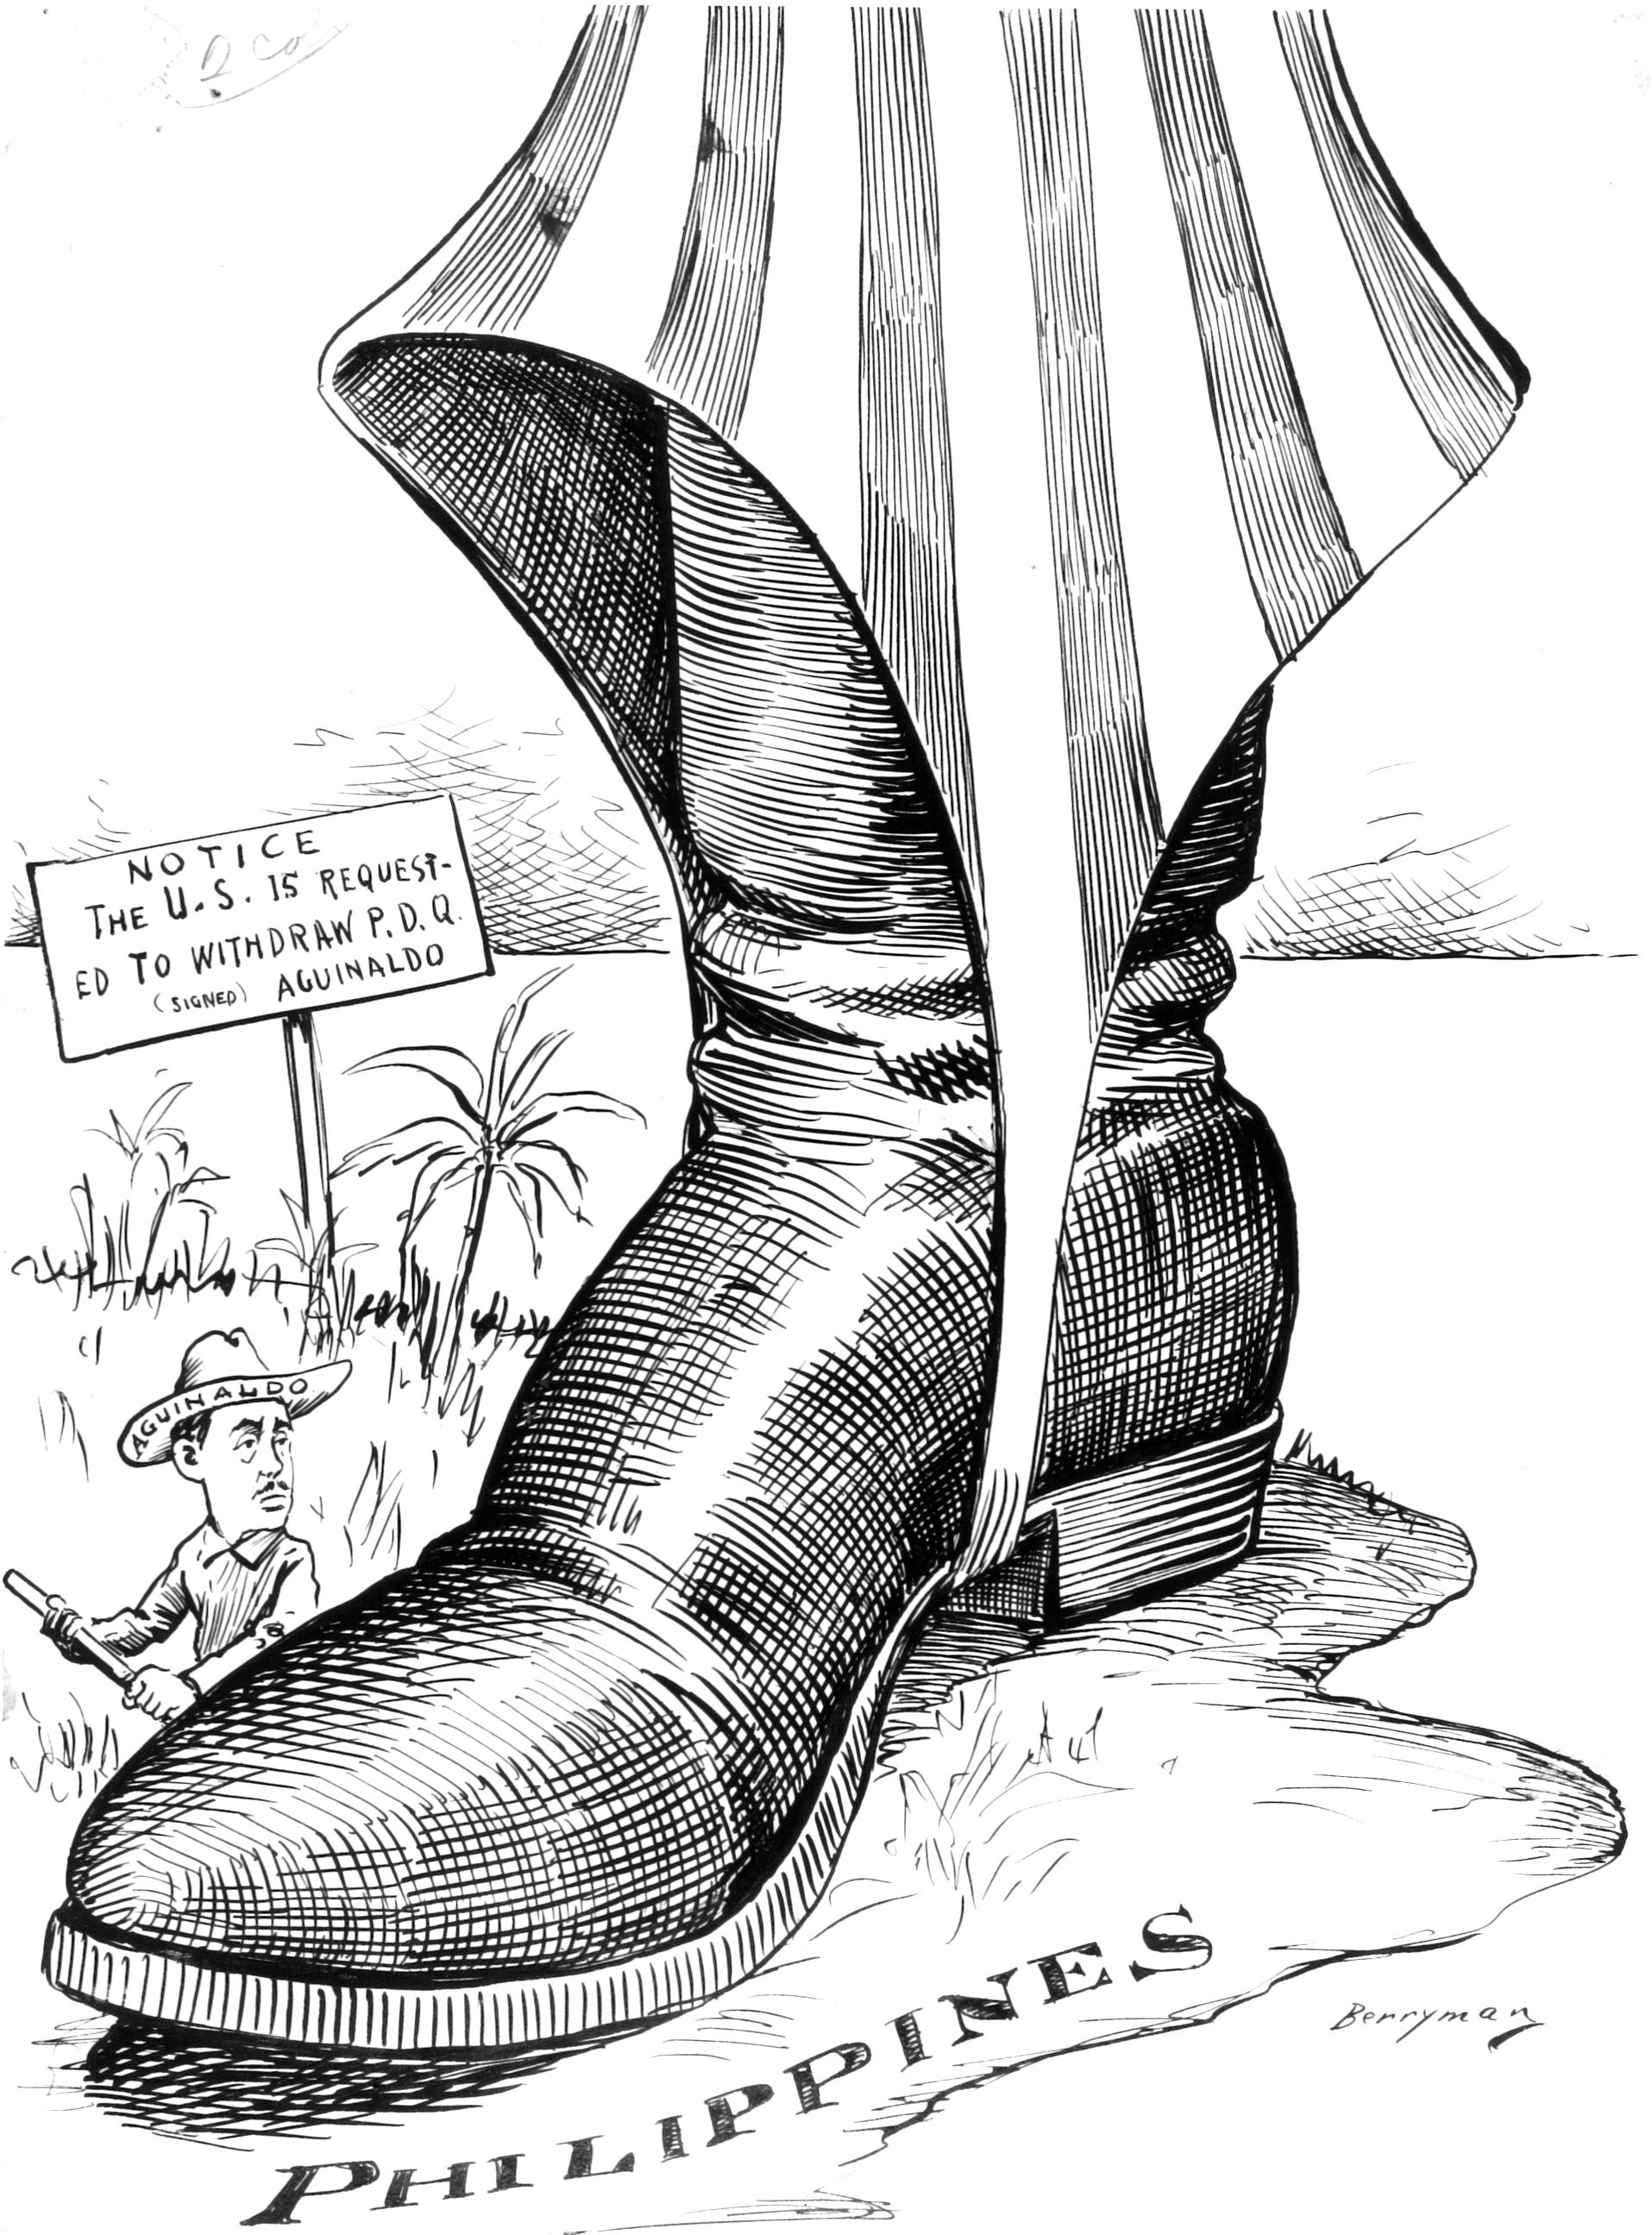 NOTICE
THE U.S. IS REQUEST-
ED TO WITHDRAW P.D.Q.
(SIGNED) AGUINALDO
AGUINALDO
PHILIPPINES
Berryman